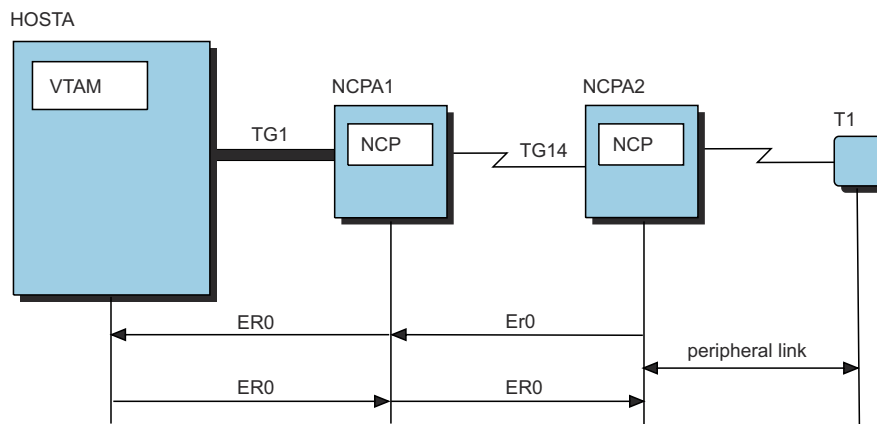 HOSTA
VTAM
NCPA1
NCP
NCPA2
NCP
T1
TG1
TG14
ER0
Er0
peripheral link
ER0
ER0